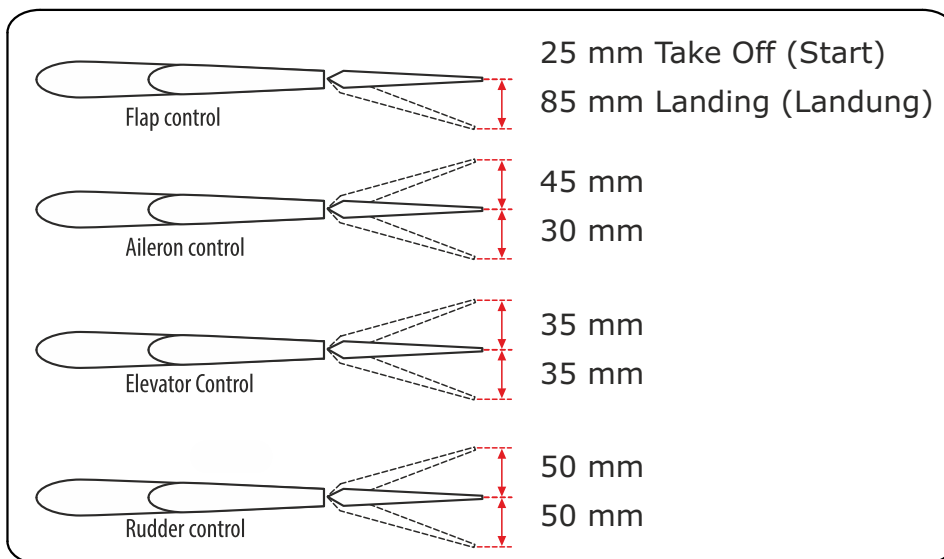 25 mm Take Off (Start)
85 mm Landing (Landung)
Flap control
45 mm
30 mm
Aileron control
35 mm
35 mm
Elevator Control
50 mm
50 mm
Rudder control